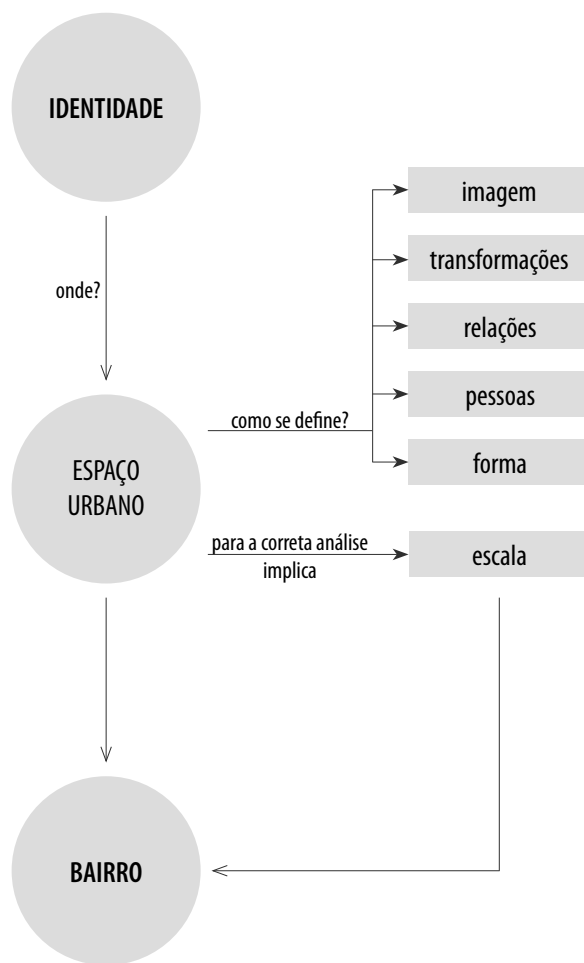 IDENTIDADE
onde?
ESPAÇO
URBANO
como se define?
imagem
transformações
relações
pessoas
forma
para a correta análise
implica
escala
BAIRRO